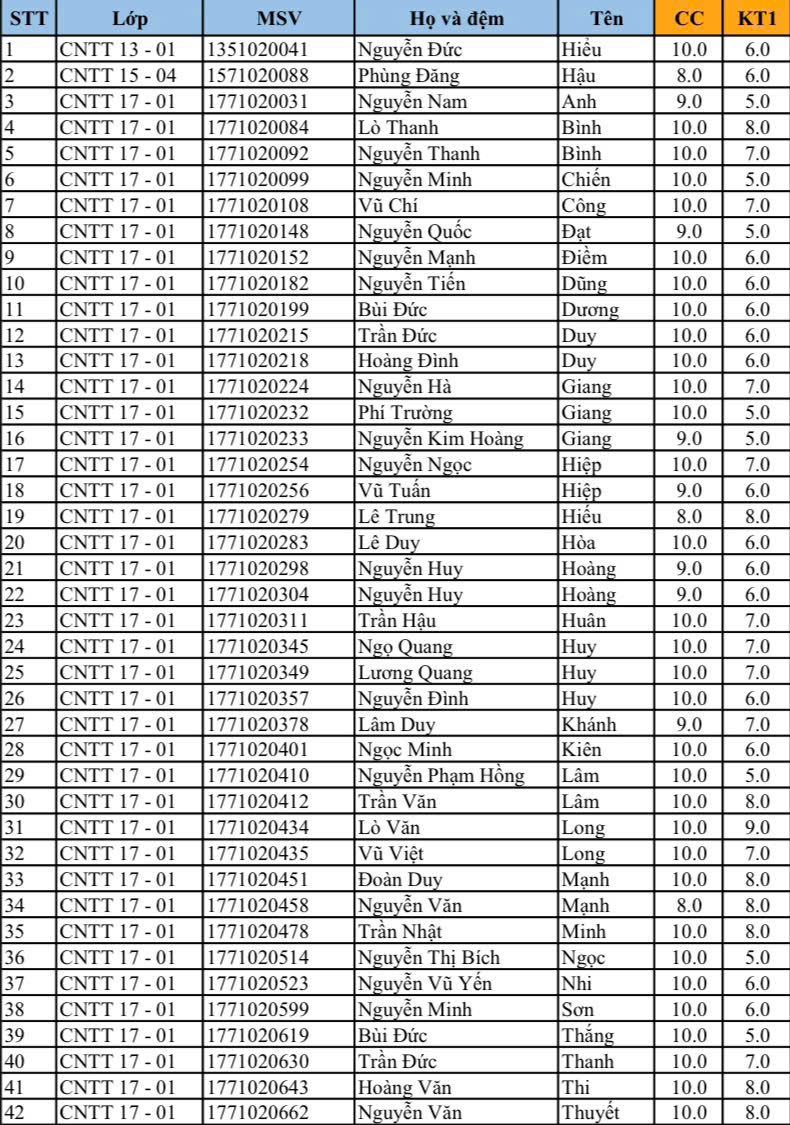 STT Lớp MSV Họ và đệm Tên CC KT1
1 CNTT 13 - 01 1351020041 Nguyễn Đức Hiếu 10.0 6.0
2 CNTT 15 - 04 1571020088 Phùng Đăng Hậu 8.0 6.0
3 CNTT 17 - 01 1771020031 Nguyễn Nam Anh 9.0 5.0
4 CNTT 17 - 01 1771020084 Lò Thanh Bình 10.0 8.0
5 CNTT 17 - 01 1771020092 Nguyễn Thanh Bình 10.0 7.0
6 CNTT 17 - 01 1771020099 Nguyễn Minh Chiến 10.0 5.0
7 CNTT 17 - 01 1771020108 Vũ Chí Công 10.0 7.0
8 CNTT 17 - 01 1771020148 Nguyễn Quốc Đạt 9.0 5.0
9 CNTT 17 - 01 1771020152 Nguyễn Mạnh Điềm 10.0 6.0
10 CNTT 17 - 01 1771020182 Nguyễn Tiến Dũng 10.0 6.0
11 CNTT 17 - 01 1771020199 Bùi Đức Dương 10.0 6.0
12 CNTT 17 - 01 1771020215 Trần Đức Duy 10.0 6.0
13 CNTT 17 - 01 1771020218 Hoàng Đình Duy 10.0 6.0
14 CNTT 17 - 01 1771020224 Nguyễn Hà Giang 10.0 7.0
15 CNTT 17 - 01 1771020232 Phí Trường Giang 10.0 5.0
16 CNTT 17 - 01 1771020233 Nguyễn Kim Hoàng Giang 9.0 5.0
17 CNTT 17 - 01 1771020254 Nguyễn Ngọc Hiệp 10.0 7.0
18 CNTT 17 - 01 1771020256 Vũ Tuấn Hiệp 9.0 6.0
19 CNTT 17 - 01 1771020279 Lê Trung Hiếu 8.0 8.0
20 CNTT 17 - 01 1771020283 Lê Duy Hòa 10.0 6.0
21 CNTT 17 - 01 1771020298 Nguyễn Huy Hoàng 9.0 6.0
22 CNTT 17 - 01 1771020304 Nguyễn Huy Hoàng 9.0 6.0
23 CNTT 17 - 01 1771020311 Trần Hậu Huân 10.0 7.0
24 CNTT 17 - 01 1771020345 Ngọ Quang Huy 10.0 7.0
25 CNTT 17 - 01 1771020349 Lương Quang Huy 10.0 7.0
26 CNTT 17 - 01 1771020357 Nguyễn Đình Huy 10.0 6.0
27 CNTT 17 - 01 1771020378 Lâm Duy Khánh 9.0 7.0
28 CNTT 17 - 01 1771020401 Ngọc Minh Kiên 10.0 6.0
29 CNTT 17 - 01 1771020410 Nguyễn Phạm Hồng Lâm 10.0 5.0
30 CNTT 17 - 01 1771020412 Trần Văn Lâm 10.0 8.0
31 CNTT 17 - 01 1771020434 Lò Văn Long 10.0 9.0
32 CNTT 17 - 01 1771020435 Vũ Việt Long 10.0 7.0
33 CNTT 17 - 01 1771020451 Đoàn Duy Mạnh 10.0 8.0
34 CNTT 17 - 01 1771020458 Nguyễn Văn Mạnh 8.0 8.0
35 CNTT 17 - 01 1771020478 Trần Nhật Minh 10.0 8.0
36 CNTT 17 - 01 1771020514 Nguyễn Thị Bích Ngọc 10.0 5.0
37 CNTT 17 - 01 1771020523 Nguyễn Vũ Yến Nhi 10.0 6.0
38 CNTT 17 - 01 1771020599 Nguyễn Minh Sơn 10.0 6.0
39 CNTT 17 - 01 1771020619 Bùi Đức Thắng 10.0 5.0
40 CNTT 17 - 01 1771020630 Trần Đức Thanh 10.0 7.0
41 CNTT 17 - 01 1771020643 Hoàng Văn Thi 10.0 8.0
42 CNTT 17 - 01 1771020662 Nguyễn Văn Thuyết 10.0 8.0